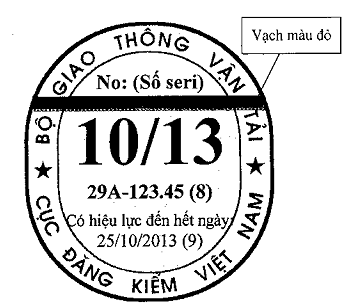 BỘ GIAO THÔNG VẬN TẢI
Vạch màu đỏ
No: (Số seri)
10/13
29A-123.45 (8)
Có hiệu lực đến hết ngày:
25/10/2013 (9)
CỤC ĐĂNG KIỂM VIỆT NAM